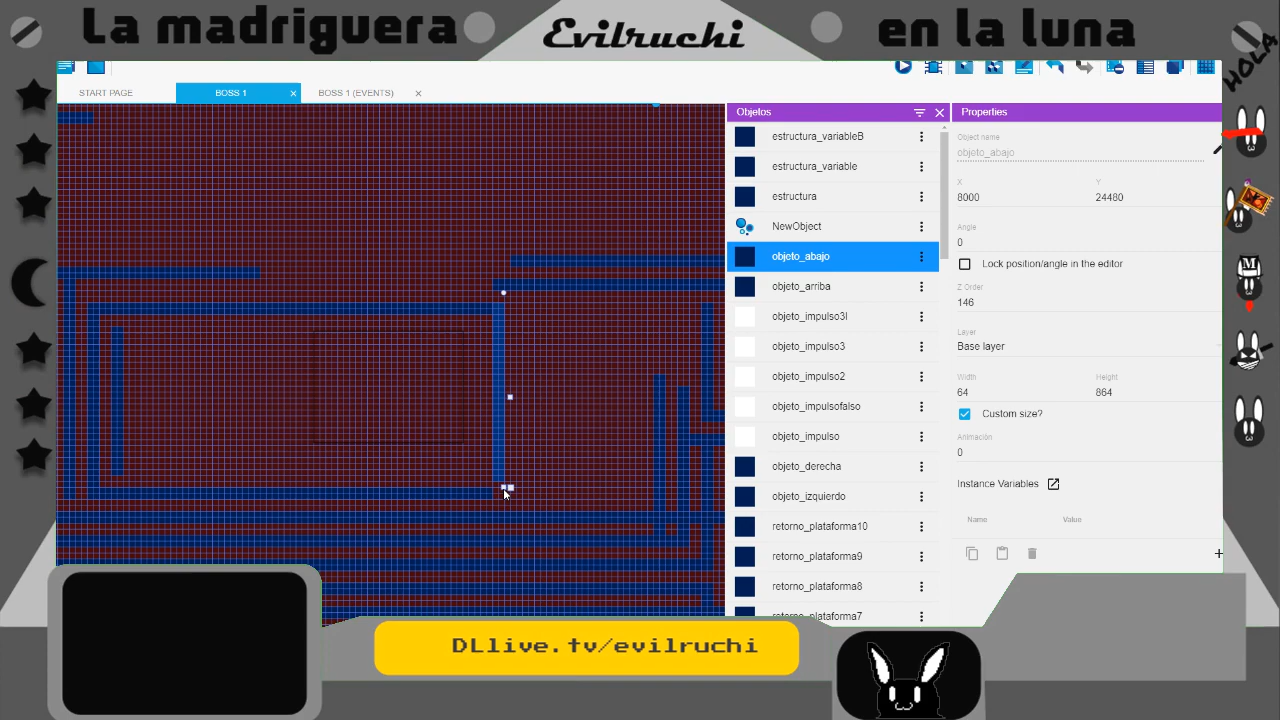 La madriguera
Evilruchi
en la luna
HOLA
START PAGE
BOSS 1
×
BOSS 1 (EVENTS)
×
Objetos
Properties
estructura_variableB
estructura_variable
estructura
NewObject
objeto_abajo
objeto_arriba
objeto_impulso3l
objeto_impulso3
objeto_impulso2
objeto_impulsofalso
objeto_impulso
objeto_derecha
objeto_izquierdo
retorno_plataforma10
retorno_plataforma9
retorno_plataforma8
retorno_plataforma7
Object name
objeto_abajo
X
Y
8000
24480
Angle
0
Lock position/angle in the editor
Z Order
146
Layer
Base layer
Width
Height
64
864
Custom size?
Animación
0
Instance Variables
Name
Value
M
DLlive.tv/evilruchi